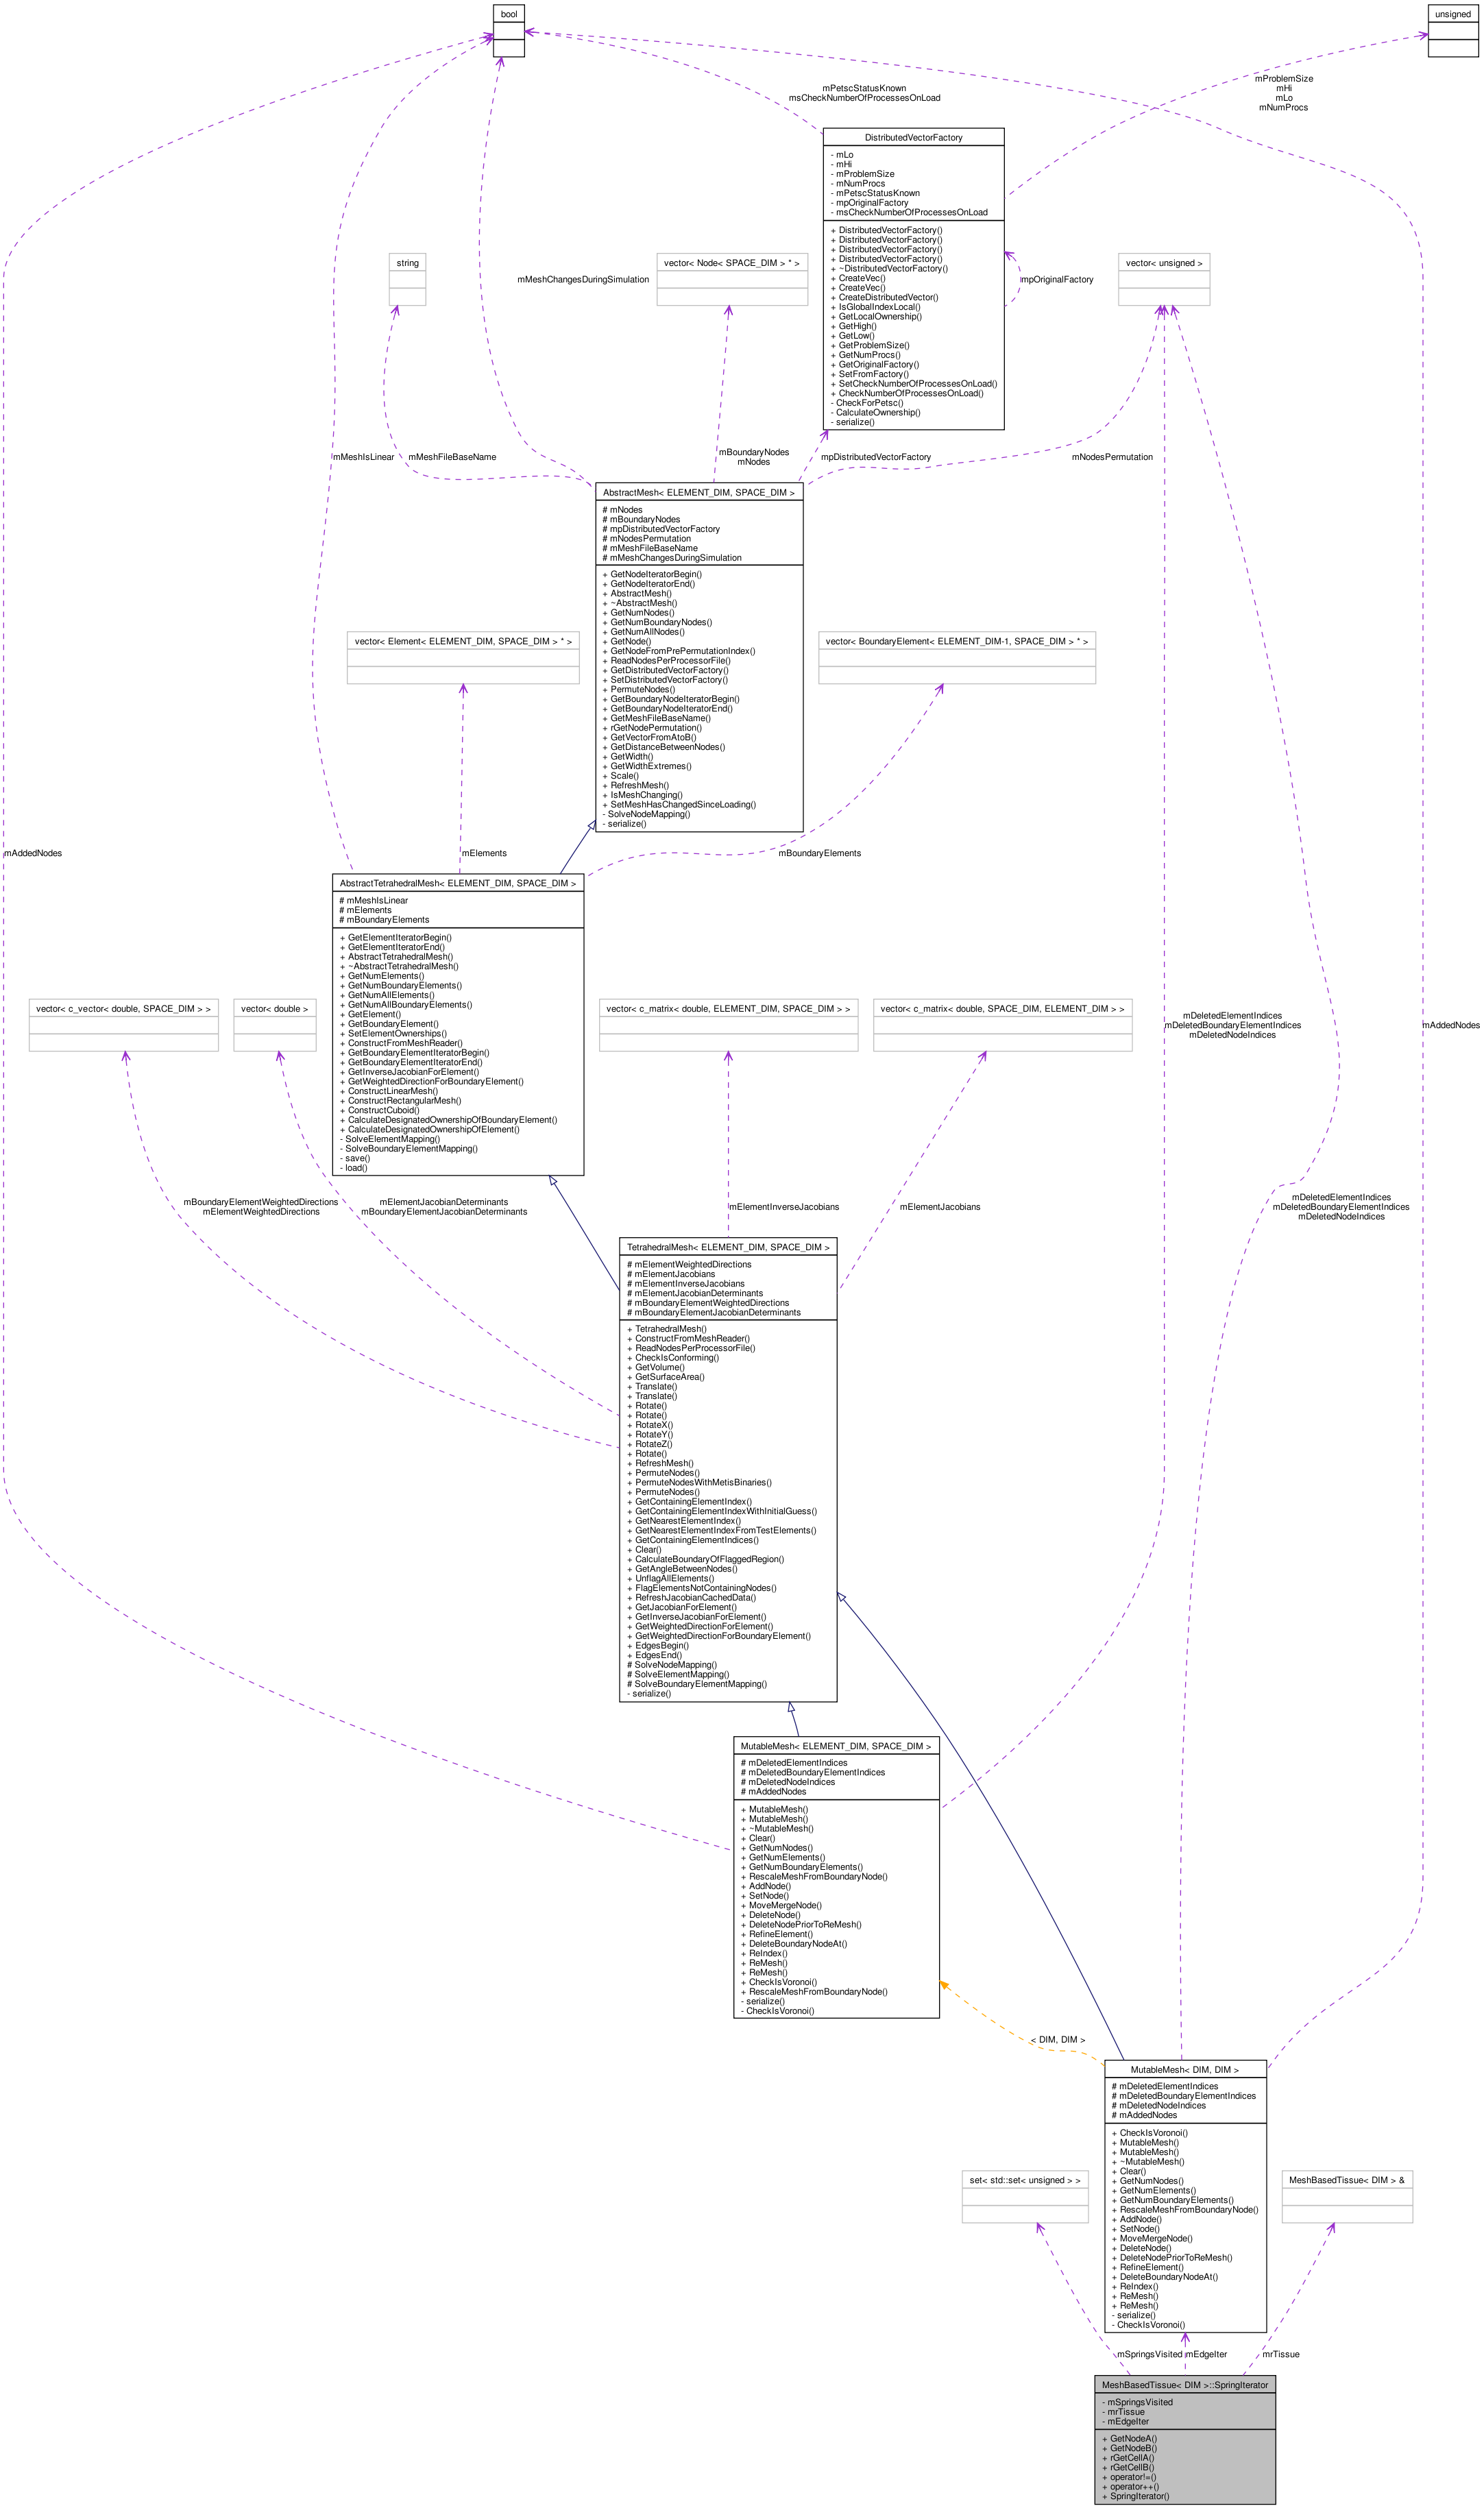 bool
unsigned
mPetscStatusKnown
msCheckNumberOfProcessesOnLoad
mProblemSize
mHi
mLo
mNumProcs
DistributedVectorFactory
- mLo
- mHi
- mProblemSize
- mNumProcs
- mPetscStatusKnown
- mpOriginalFactory
- msCheckNumberOfProcessesOnLoad
+ DistributedVectorFactory()
+ DistributedVectorFactory()
+ DistributedVectorFactory()
+ DistributedVectorFactory()
+ ~DistributedVectorFactory()
+ CreateVec()
+ CreateVec()
+ CreateDistributedVector()
+ IsGlobalIndexLocal()
+ GetLocalOwnership()
+ GetHigh()
+ GetLow()
+ GetProblemSize()
+ GetNumProcs()
+ GetOriginalFactory()
+ SetFromFactory()
+ SetCheckNumberOfProcessesOnLoad()
+ CheckNumberOfProcessesOnLoad()
- CheckForPetsc()
- CalculateOwnership()
- serialize()
string
mMeshChangesDuringSimulation
vector< Node< SPACE_DIM > * >
mpOriginalFactory
vector< unsigned >
mMeshIsLinear
mMeshFileBaseName
mBoundaryNodes
mNodes
mpDistributedVectorFactory
mNodesPermutation
AbstractMesh< ELEMENT_DIM, SPACE_DIM >
# mNodes
# mBoundaryNodes
# mpDistributedVectorFactory
# mNodesPermutation
# mMeshFileBaseName
# mMeshChangesDuringSimulation
+ GetNodeIteratorBegin()
+ GetNodeIteratorEnd()
+ AbstractMesh()
+ ~AbstractMesh()
+ GetNumNodes()
+ GetNumBoundaryNodes()
+ GetNumAllNodes()
+ GetNode()
+ GetNodeFromPrePermutationIndex()
+ ReadNodesPerProcessorFile()
+ GetDistributedVectorFactory()
+ SetDistributedVectorFactory()
+ PermuteNodes()
+ GetBoundaryNodeIteratorBegin()
+ GetBoundaryNodeIteratorEnd()
+ GetMeshFileBaseName()
+ rGetNodePermutation()
+ GetVectorFromAtoB()
+ GetDistanceBetweenNodes()
+ GetWidth()
+ GetWidthExtremes()
+ Scale()
+ RefreshMesh()
+ IsMeshChanging()
+ SetMeshHasChangedSinceLoading()
- SolveNodeMapping()
- serialize()
vector< Element< ELEMENT_DIM, SPACE_DIM > * >
vector< BoundaryElement< ELEMENT_DIM-1, SPACE_DIM > * >
mAddedNodes
mElements
mBoundaryElements
AbstractTetrahedralMesh< ELEMENT_DIM, SPACE_DIM >
# mMeshIsLinear
# mElements
# mBoundaryElements
+ GetElementIteratorBegin()
+ GetElementIteratorEnd()
+ AbstractTetrahedralMesh()
+ ~AbstractTetrahedralMesh()
+ GetNumElements()
+ GetNumBoundaryElements()
+ GetNumAllElements()
+ GetNumAllBoundaryElements()
+ GetElement()
+ GetBoundaryElement()
+ SetElementOwnerships()
+ ConstructFromMeshReader()
+ GetBoundaryElementIteratorBegin()
+ GetBoundaryElementIteratorEnd()
+ GetInverseJacobianForElement()
+ GetWeightedDirectionForBoundaryElement()
+ ConstructLinearMesh()
+ ConstructRectangularMesh()
+ ConstructCuboid()
+ CalculateDesignatedOwnershipOfBoundaryElement()
+ CalculateDesignatedOwnershipOfElement()
- SolveElementMapping()
- SolveBoundaryElementMapping()
- save()
- load()
vector< c_vector< double, SPACE_DIM > >
vector< double >
vector< c_matrix< double, ELEMENT_DIM, SPACE_DIM > >
vector< c_matrix< double, SPACE_DIM, ELEMENT_DIM > >
mDeletedElementIndices
mDeletedBoundaryElementIndices
mDeletedNodeIndices
mAddedNodes
mBoundaryElementWeightedDirections
mElementWeightedDirections
mElementJacobianDeterminants
mBoundaryElementJacobianDeterminants
mElementInverseJacobians
mElementJacobians
mDeletedElementIndices
mDeletedBoundaryElementIndices
mDeletedNodeIndices
TetrahedralMesh< ELEMENT_DIM, SPACE_DIM >
# mElementWeightedDirections
# mElementJacobians
# mElementInverseJacobians
# mElementJacobianDeterminants
# mBoundaryElementWeightedDirections
# mBoundaryElementJacobianDeterminants
+ TetrahedralMesh()
+ ConstructFromMeshReader()
+ ReadNodesPerProcessorFile()
+ CheckIsConforming()
+ GetVolume()
+ GetSurfaceArea()
+ Translate()
+ Translate()
+ Rotate()
+ Rotate()
+ RotateX()
+ RotateY()
+ RotateZ()
+ Rotate()
+ RefreshMesh()
+ PermuteNodes()
+ PermuteNodesWithMetisBinaries()
+ PermuteNodes()
+ GetContainingElementIndex()
+ GetContainingElementIndexWithInitialGuess()
+ GetNearestElementIndex()
+ GetNearestElementIndexFromTestElements()
+ GetContainingElementIndices()
+ Clear()
+ CalculateBoundaryOfFlaggedRegion()
+ GetAngleBetweenNodes()
+ UnflagAllElements()
+ FlagElementsNotContainingNodes()
+ RefreshJacobianCachedData()
+ GetJacobianForElement()
+ GetInverseJacobianForElement()
+ GetWeightedDirectionForElement()
+ GetWeightedDirectionForBoundaryElement()
+ EdgesBegin()
+ EdgesEnd()
# SolveNodeMapping()
# SolveElementMapping()
# SolveBoundaryElementMapping()
- serialize()
MutableMesh< ELEMENT_DIM, SPACE_DIM >
# mDeletedElementIndices
# mDeletedBoundaryElementIndices
# mDeletedNodeIndices
# mAddedNodes
+ MutableMesh()
+ MutableMesh()
+ ~MutableMesh()
+ Clear()
+ GetNumNodes()
+ GetNumElements()
+ GetNumBoundaryElements()
+ RescaleMeshFromBoundaryNode()
+ AddNode()
+ SetNode()
+ MoveMergeNode()
+ DeleteNode()
+ DeleteNodePriorToReMesh()
+ RefineElement()
+ DeleteBoundaryNodeAt()
+ ReIndex()
+ ReMesh()
+ ReMesh()
+ CheckIsVoronoi()
+ RescaleMeshFromBoundaryNode()
- serialize()
- CheckIsVoronoi()
< DIM, DIM >
MutableMesh< DIM, DIM >
# mDeletedElementIndices
# mDeletedBoundaryElementIndices
# mDeletedNodeIndices
# mAddedNodes
+ CheckIsVoronoi()
+ MutableMesh()
+ MutableMesh()
+ ~MutableMesh()
+ Clear()
+ GetNumNodes()
+ GetNumElements()
+ GetNumBoundaryElements()
+ RescaleMeshFromBoundaryNode()
+ AddNode()
+ SetNode()
+ MoveMergeNode()
+ DeleteNode()
+ DeleteNodePriorToReMesh()
+ RefineElement()
+ DeleteBoundaryNodeAt()
+ ReIndex()
+ ReMesh()
+ ReMesh()
- serialize()
- CheckIsVoronoi()
set< std::set< unsigned > >
MeshBasedTissue< DIM > &
mSpringsVisited
mEdgeIter
mrTissue
MeshBasedTissue< DIM >::SpringIterator
- mSpringsVisited
- mrTissue
- mEdgeIter
+ GetNodeA()
+ GetNodeB()
+ rGetCellA()
+ rGetCellB()
+ operator!=()
+ operator++()
+ SpringIterator()